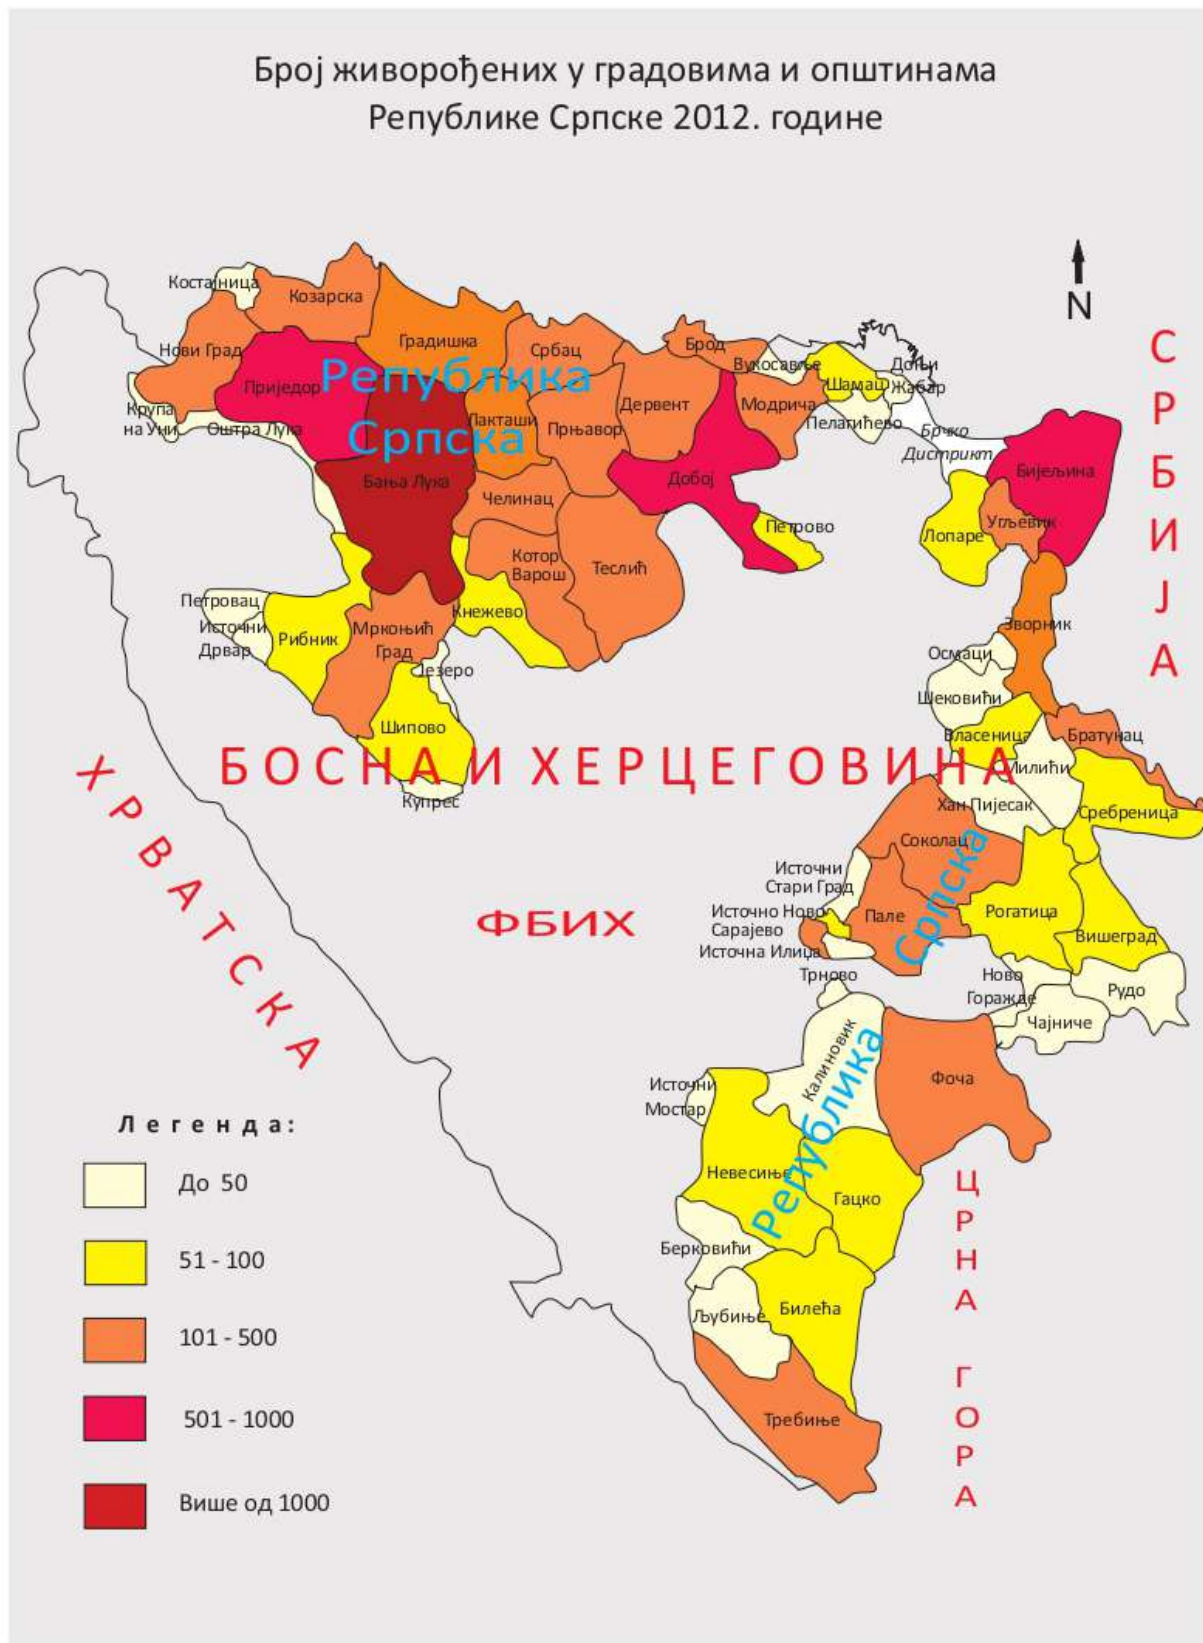 Број живорођених у градовима и општинама
Републике Српске 2012. године
N
Костајница
Козарска
Градишка
Нови Град
Србац
Брод
Вукосавље
Доњи
Жабар
Шамац
Приједор
Република
Српска
Крупа
на Уни
Оштра Лука
Лакташи
Прњавор
Дервент
Модрича
Пелагићево
Брчко
Дистрикт
Бијељина
Бања Лука
Челинац
Добој
Петрово
Лопаре
Угљевик
Котор
Варош
Теслић
Петровац
Источни
Дрвар
Рибник
Мркоњић
Град
Кнежево
Језеро
Шипово
Купрес
Зворник
Осмаци
Шековићи
Власеница
Братунац
Милићи
Хан Пијесак
Сребреница
Соколац
Источни
Стари Град
Источно Ново
Сарајево
Источна Илиџа
Пале
Српска
Рогатица
Вишеград
Трново
Ново
Горажде
Рудо
Чајниче
Калиновик
Република
Фоча
Источни
Мостар
Невесиње
Гацко
Берковићи
Љубиње
Билећа
Требиње
СРБИЈА
БОСНА И ХЕРЦЕГОВИНА
ХРВАТСКА
ФБИХ
ЦРНА ГОРА
Легенда:
До 50
51 - 100
101 - 500
501 - 1000
Више од 1000